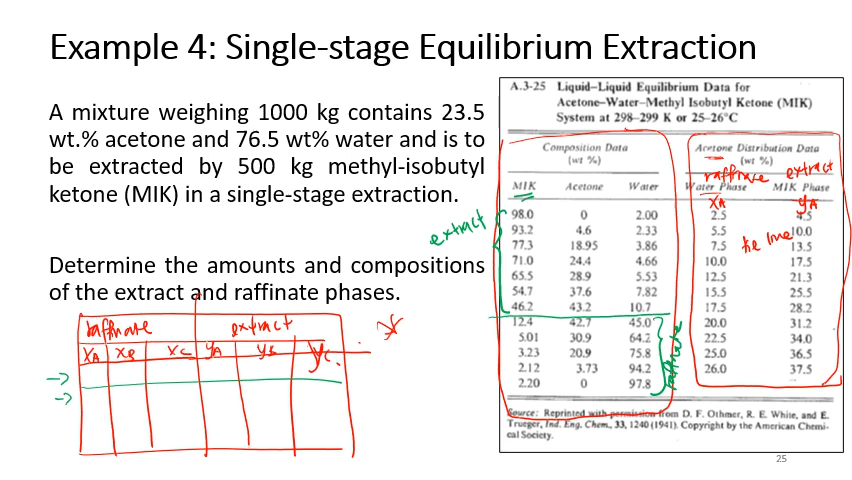 Example 4: Single-stage Equilibrium Extraction
A mixture weighing 1000 kg contains 23.5
wt.% acetone and 76.5 wt% water and is to
be extracted by 500 kg methyl-isobutyl
ketone (MIK) in a single-stage extraction.
Determine the amounts and compositions
of the extract and raffinate phases.
raffinate extract
XA XB XC YA YB YC
A.3-25 Liquid–Liquid Equilibrium Data for
Acetone–Water–Methyl Isobutyl Ketone (MIK)
System at 298–299 K or 25–26°C
Composition Data
(wt %)
Acetone Distribution Data
(wt %)
raffinate extract
MIK Acetone Water Water Phase MIK Phase
XA YA
extract
98.0 0 2.00 2.5 4.5
93.2 4.6 2.33 5.5 10.0
tie line
77.3 18.95 3.86 7.5 13.5
71.0 24.4 4.66 10.0 17.5
65.5 28.9 5.53 12.5 21.3
54.7 37.6 7.82 15.5 25.5
46.2 43.2 10.7 17.5 28.2
12.4 42.7 45.0 20.0 31.2
5.01 30.9 64.2 22.5 34.0
3.23 20.9 75.8 25.0 36.5
2.12 3.73 94.2 26.0 37.5
2.20 0 97.8
raffinate
Source: Reprinted with permission from D. F. Othmer, R. E. White, and E.
Trueger, Ind. Eng. Chem., 33, 1240 (1941). Copyright by the American Chemi-
cal Society.
25